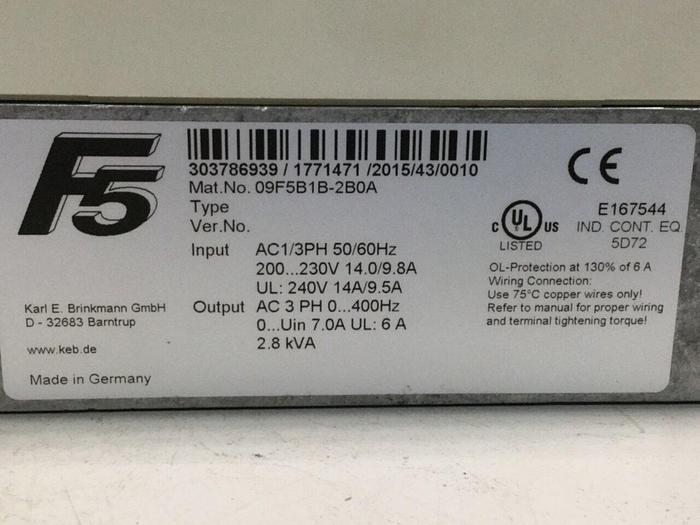 F5
303786939 / 1771471 /2015/43/0010
Mat.No. 09F5B1B-2B0A
Type
Ver.No.
Input AC1/3PH 50/60Hz
200...230V 14.0/9.8A
UL: 240V 14A/9.5A
Output AC 3 PH 0...400Hz
0...Uin 7.0A UL: 6 A
2.8 kVA
Karl E. Brinkmann GmbH
D - 32683 Barntrup
www.keb.de
Made in Germany
CE
C UL US
LISTED
E167544
IND. CONT. EQ.
5D72
OL-Protection at 130% of 6 A
Wiring Connection:
Use 75°C copper wires only!
Refer to manual for proper wiring
and terminal tightening torque!